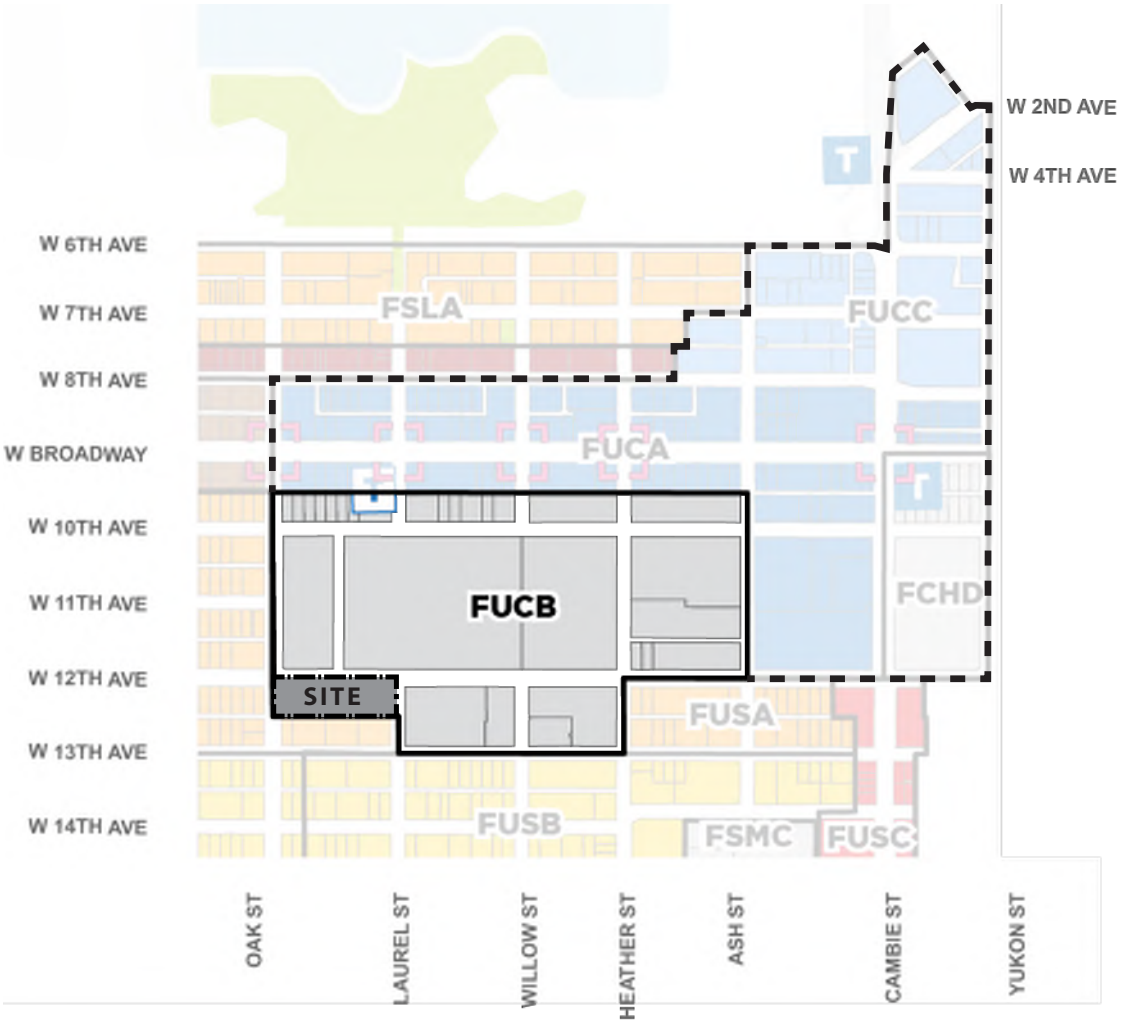 W 2ND AVE
T
W 4TH AVE
W 6TH AVE
FSLA
FUCC
W 7TH AVE
W 8TH AVE
W BROADWAY
FUCA
T
T
W 10TH AVE
FCHD
W 11TH AVE
FUCB
W 12TH AVE
SITE
FUSA
W 13TH AVE
W 14TH AVE
FUSB
FSMC
FUSC
OAK ST
LAUREL ST
WILLOW ST
HEATHER ST
ASH ST
CAMBIE ST
YUKON ST